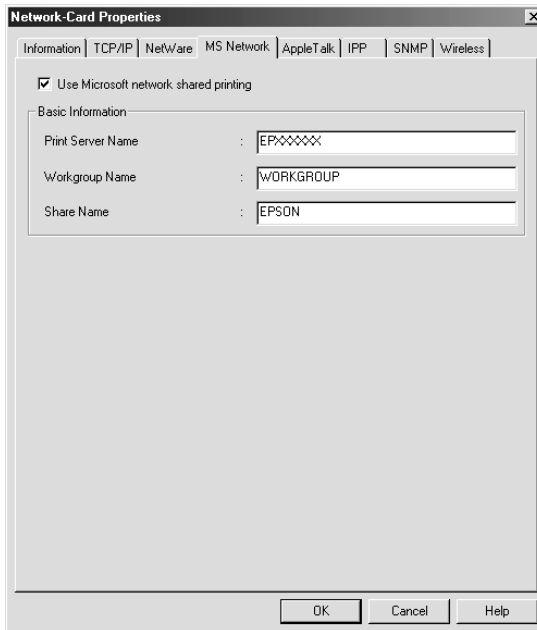 Network-Card Properties
Information TCP/IP NetWare MS Network AppleTalk IPP SNMP Wireless
Use Microsoft network shared printing
Basic Information
Print Server Name : EPXXXXXX
Workgroup Name : WORKGROUP
Share Name : EPSON
OK Cancel Help